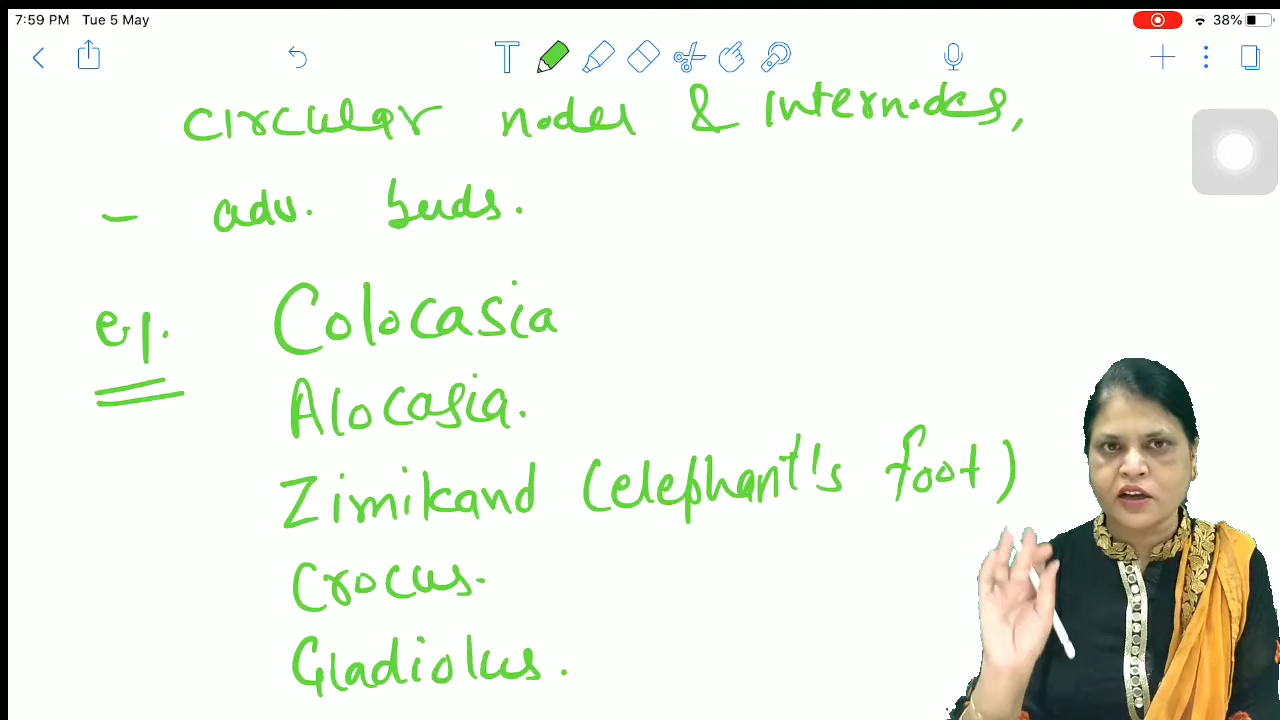 7:59 PM Tue 5 May 38%
T
circular nodes & Internodes,
- adv. buds.
eg. Colocasia
Alocasia.
Zimikand (elephant's foot)
Crocus.
Gladiolus.